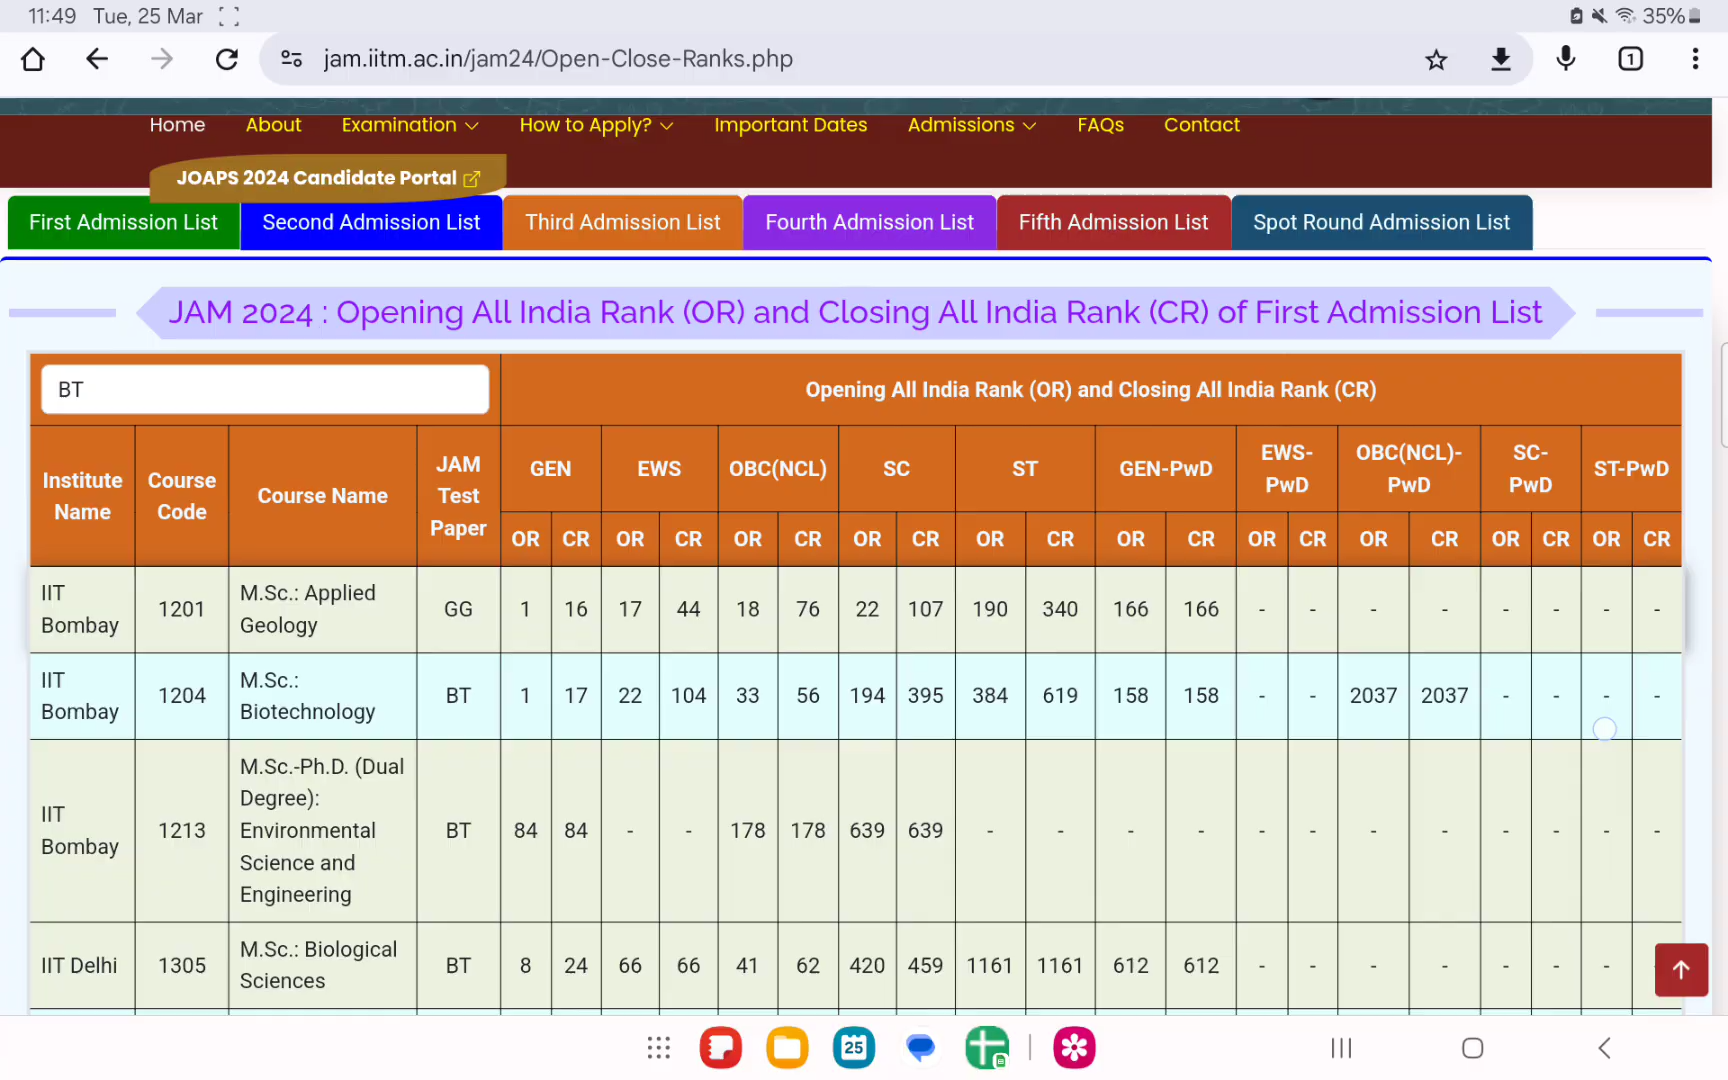 11:49 Tue, 25 Mar
35%
jam.iitm.ac.in/jam24/Open-Close-Ranks.php
1
Home About Examination How to Apply? Important Dates Admissions FAQs Contact
JOAPS 2024 Candidate Portal
First Admission List Second Admission List Third Admission List Fourth Admission List Fifth Admission List Spot Round Admission List
JAM 2024 : Opening All India Rank (OR) and Closing All India Rank (CR) of First Admission List
BT
Opening All India Rank (OR) and Closing All India Rank (CR)
Institute Name
Course Code
Course Name
JAM Test Paper
GEN EWS OBC(NCL) SC ST GEN-PwD EWS-PwD OBC(NCL)-PwD SC-PwD ST-PwD
OR CR OR CR OR CR OR CR OR CR OR CR OR CR OR CR OR CR OR CR
IIT Bombay 1201 M.Sc.: Applied Geology GG 1 16 17 44 18 76 22 107 190 340 166 166 - - - - - - - -
IIT Bombay 1204 M.Sc.: Biotechnology BT 1 17 22 104 33 56 194 395 384 619 158 158 - - 2037 2037 - - - -
IIT Bombay 1213 M.Sc.-Ph.D. (Dual Degree): Environmental Science and Engineering BT 84 84 - - 178 178 639 639 - - - - - - - - - - - -
IIT Delhi 1305 M.Sc.: Biological Sciences BT 8 24 66 66 41 62 420 459 1161 1161 612 612 - - - - - - - -
25